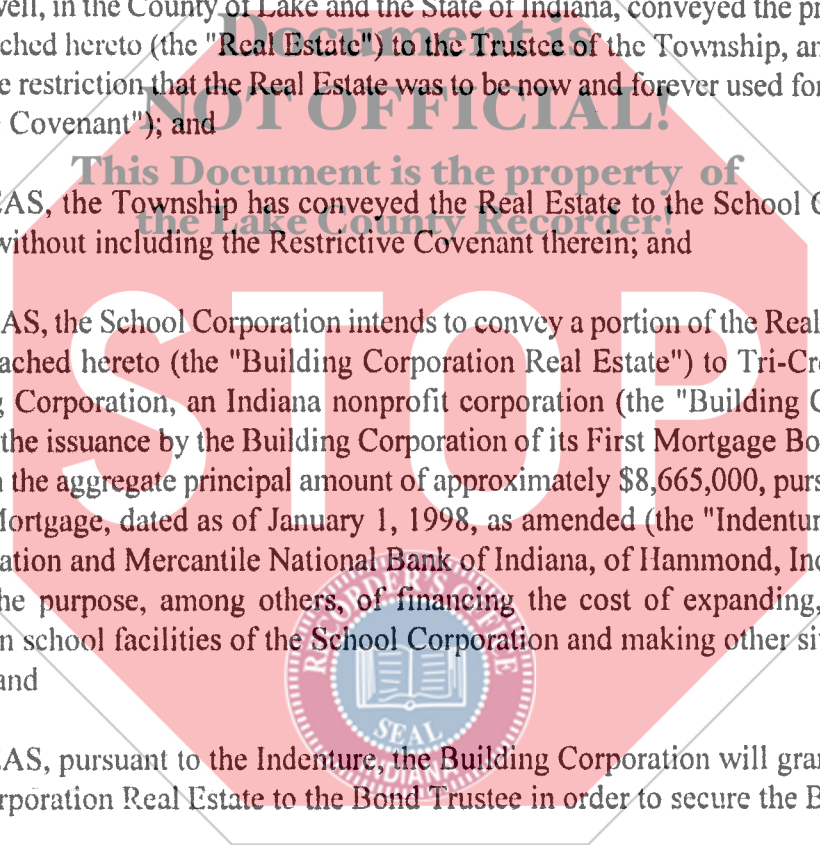 well, in the County of Lake and the State of Indiana, conveyed the pr
Document is
ched hereto (the "Real Estate") to the Trustee of the Township, an
e restriction that the Real Estate was to be now and forever used for
NOT OFFICIAL!
Covenant"); and
This Document is the property of
EAS, the Township has conveyed the Real Estate to the School C
the Lake County Recorder!
without including the Restrictive Covenant therein; and
STOP
AS, the School Corporation intends to convey a portion of the Real
ached hereto (the "Building Corporation Real Estate") to Tri-Cr
g Corporation, an Indiana nonprofit corporation (the "Building C
the issuance by the Building Corporation of its First Mortgage Bo
n the aggregate principal amount of approximately $8,665,000, purs
Mortgage, dated as of January 1, 1998, as amended (the "Indentur
ation and Mercantile National Bank of Indiana, of Hammond, Ind
he purpose, among others, of financing the cost of expanding,
n school facilities of the School Corporation and making other si
and
RECORDER'S OFFICE
SEAL
INDIANA
EAS, pursuant to the Indenture, the Building Corporation will gran
rporation Real Estate to the Bond Trustee in order to secure the B